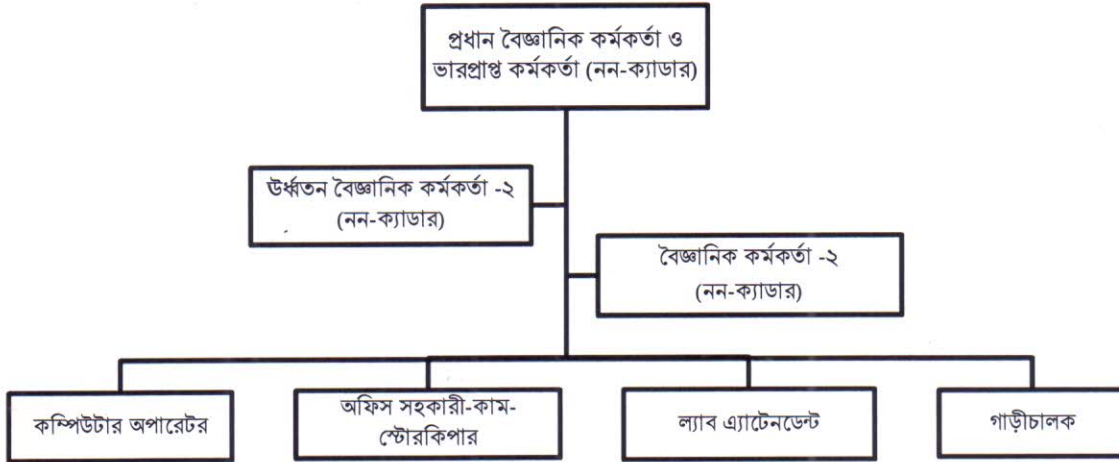 প্রধান বৈজ্ঞানিক কর্মকর্তা ও
ভারপ্রাপ্ত কর্মকর্তা (নন-ক্যাডার)
ঊর্ধ্বতন বৈজ্ঞানিক কর্মকর্তা -২
(নন-ক্যাডার)
বৈজ্ঞানিক কর্মকর্তা -২
(নন-ক্যাডার)
কম্পিউটার অপারেটর
অফিস সহকারী-কাম-
স্টোরকিপার
ল্যাব এ্যাটেনডেন্ট
গাড়ীচালক